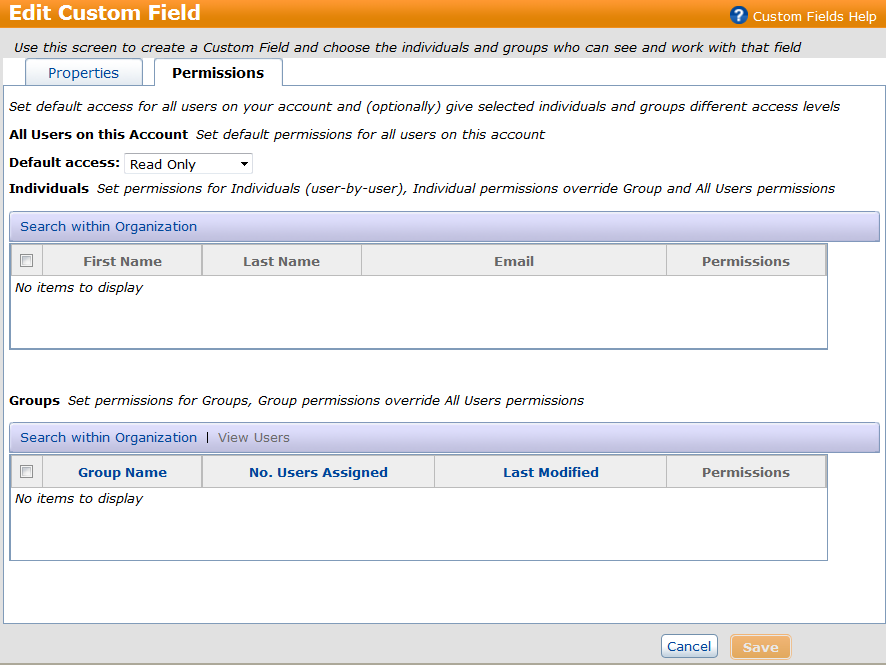 Edit Custom Field
? Custom Fields Help
Use this screen to create a Custom Field and choose the individuals and groups who can see and work with that field
Properties Permissions
Set default access for all users on your account and (optionally) give selected individuals and groups different access levels
All Users on this Account Set default permissions for all users on this account
Default access: Read Only
Individuals Set permissions for Individuals (user-by-user), Individual permissions override Group and All Users permissions
Search within Organization
First Name Last Name Email Permissions
No items to display
Groups Set permissions for Groups, Group permissions override All Users permissions
Search within Organization | View Users
Group Name No. Users Assigned Last Modified Permissions
No items to display
Cancel Save